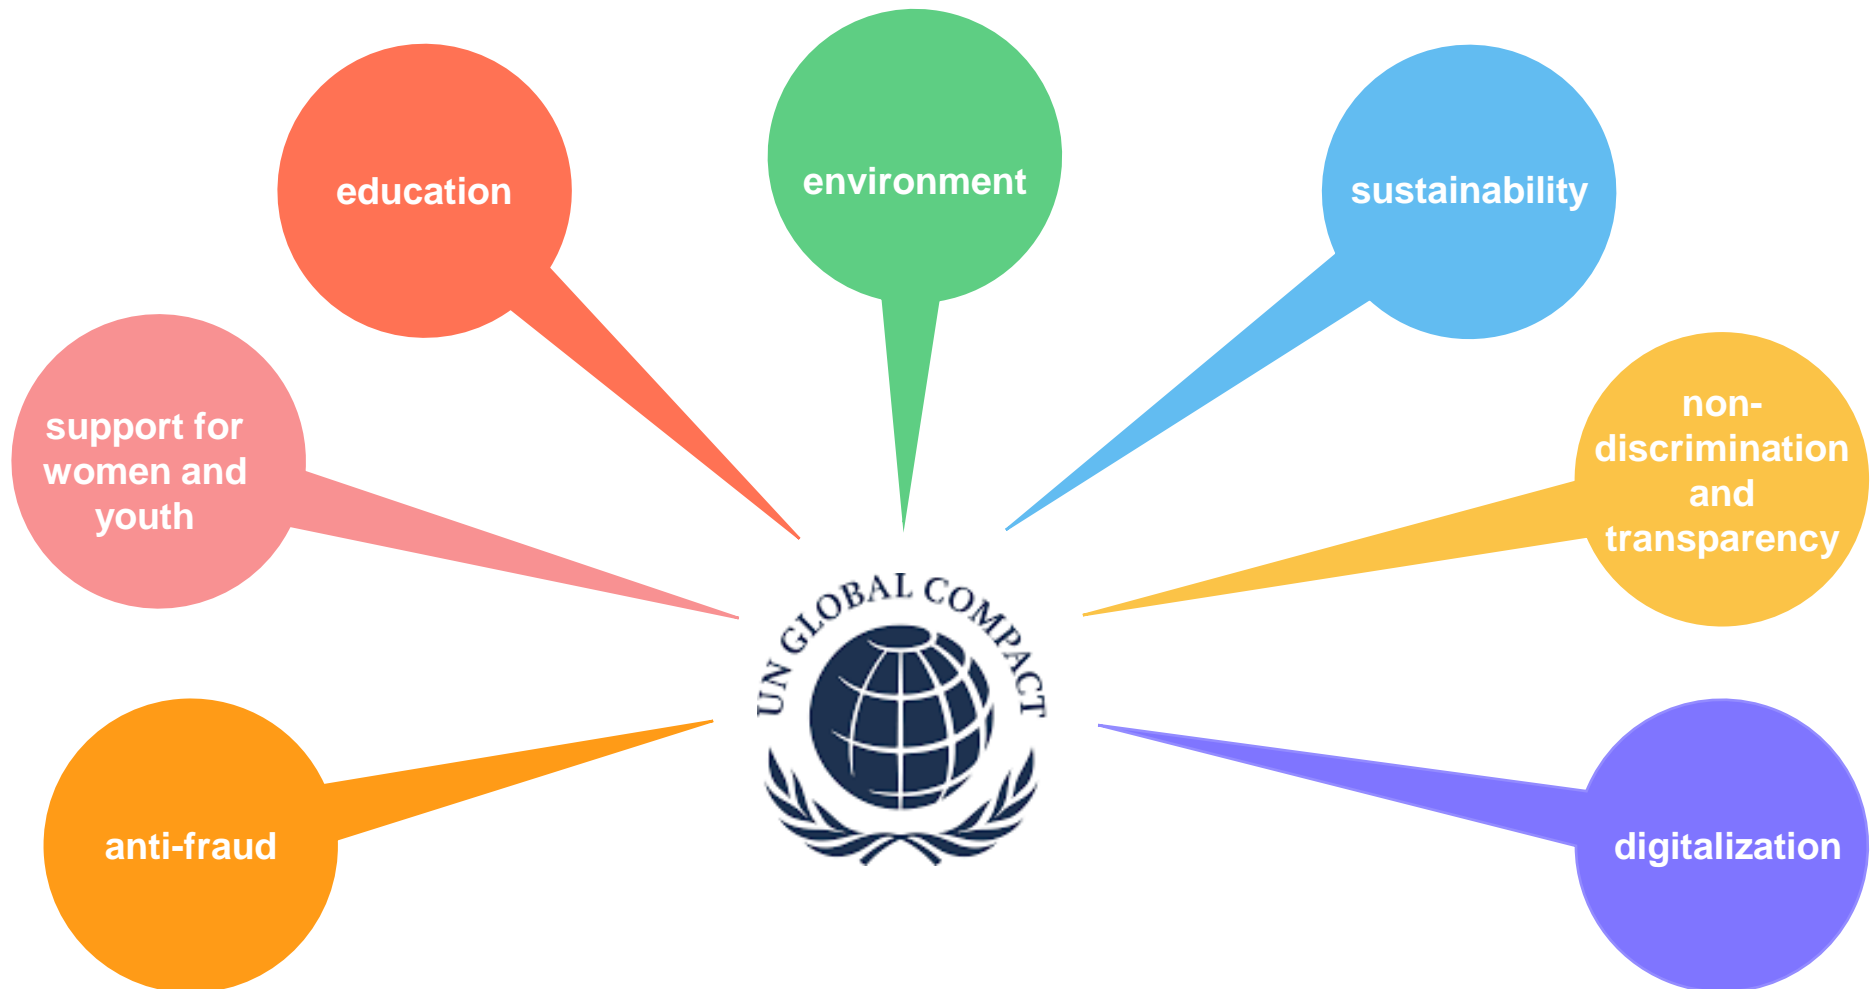 environment
education
sustainability
support for
women and
youth
non-
discrimination
and
transparency
UN GLOBAL COMPACT
anti-fraud
digitalization